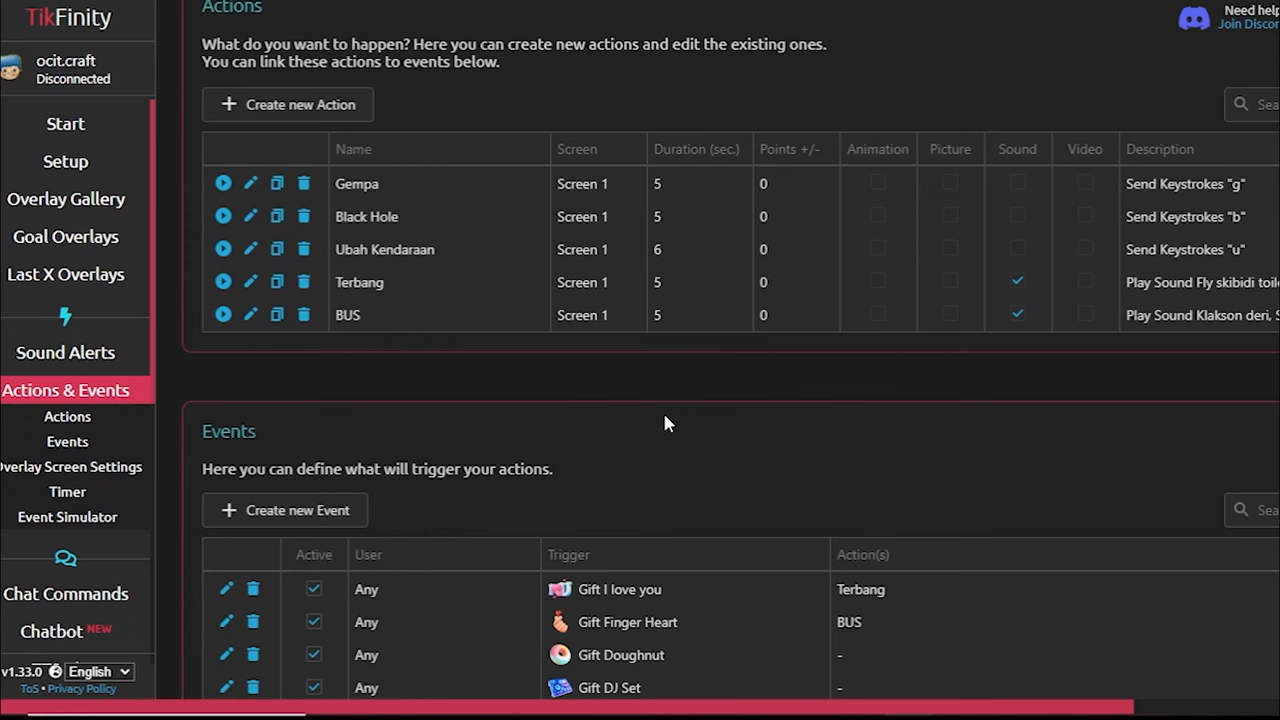 TikFinity
ocit.craft
Disconnected
Start
Setup
Overlay Gallery
Goal Overlays
Last X Overlays
Sound Alerts
Actions & Events
Actions
Events
verlay Screen Settings
Timer
Event Simulator
Chat Commands
Chatbot NEW
v1.33.0 English
ToS • Privacy Policy
Actions
What do you want to happen? Here you can create new actions and edit the existing ones.
You can link these actions to events below.
Need help
Join Discor
+ Create new Action
Sea
Name Screen Duration (sec.) Points +/- Animation Picture Sound Video Description
Gempa Screen 1 5 0 Send Keystrokes "g"
Black Hole Screen 1 5 0 Send Keystrokes "b"
Ubah Kendaraan Screen 1 6 0 Send Keystrokes "u"
Terbang Screen 1 5 0 Play Sound Fly skibidi toile
BUS Screen 1 5 0 Play Sound Klakson deri, S
Events
Here you can define what will trigger your actions.
+ Create new Event
Sea
Active User Trigger Action(s)
Any Gift I love you Terbang
Any Gift Finger Heart BUS
Any Gift Doughnut -
Any Gift DJ Set -